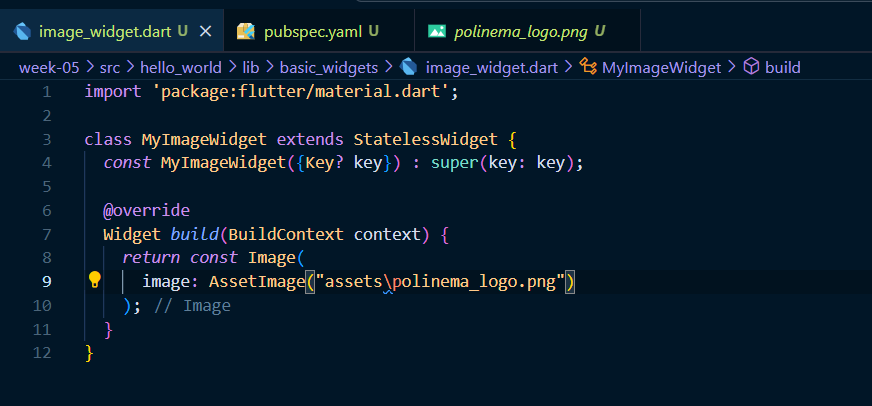 image_widget.dart U
pubspec.yaml U
polinema_logo.png U
week-05 > src > hello_world > lib > basic_widgets > image_widget.dart > MyImageWidget > build
1 import 'package:flutter/material.dart';
2
3 class MyImageWidget extends StatelessWidget {
4 const MyImageWidget({Key? key}) : super(key: key);
5
6 @override
7 Widget build(BuildContext context) {
8 return const Image(
9 image: AssetImage("assets\polinema_logo.png")
10 ); // Image
11 }
12 }